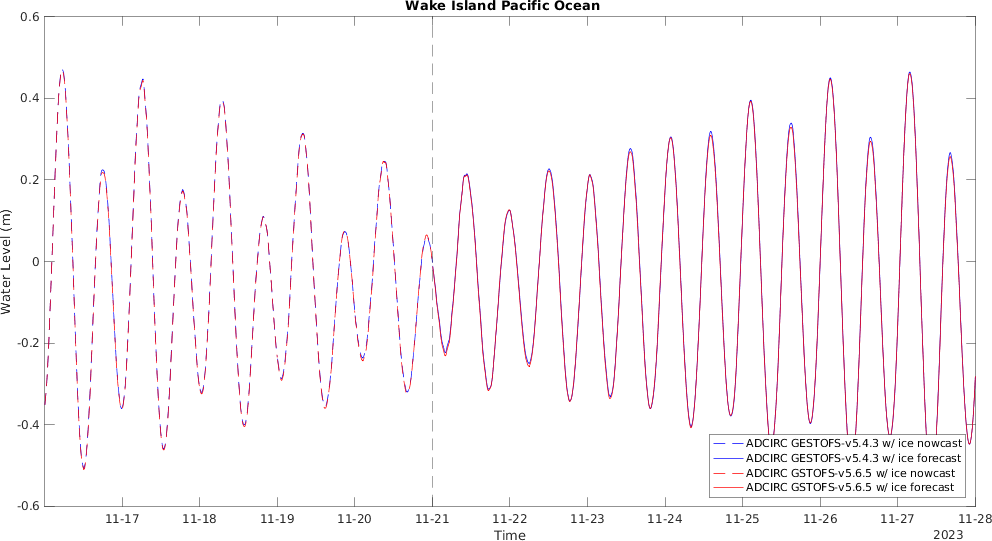 Wake Island Pacific Ocean
Water Level (m)
0.6
0.4
0.2
0
-0.2
-0.4
-0.6
ADCIRC GESTOFS-v5.4.3 w/ ice nowcast
ADCIRC GESTOFS-v5.4.3 w/ ice forecast
ADCIRC GSTOFS-v5.6.5 w/ ice nowcast
ADCIRC GSTOFS-v5.6.5 w/ ice forecast
11-17 11-18 11-19 11-20 11-21 11-22 11-23 11-24 11-25 11-26 11-27 11-28
Time
2023